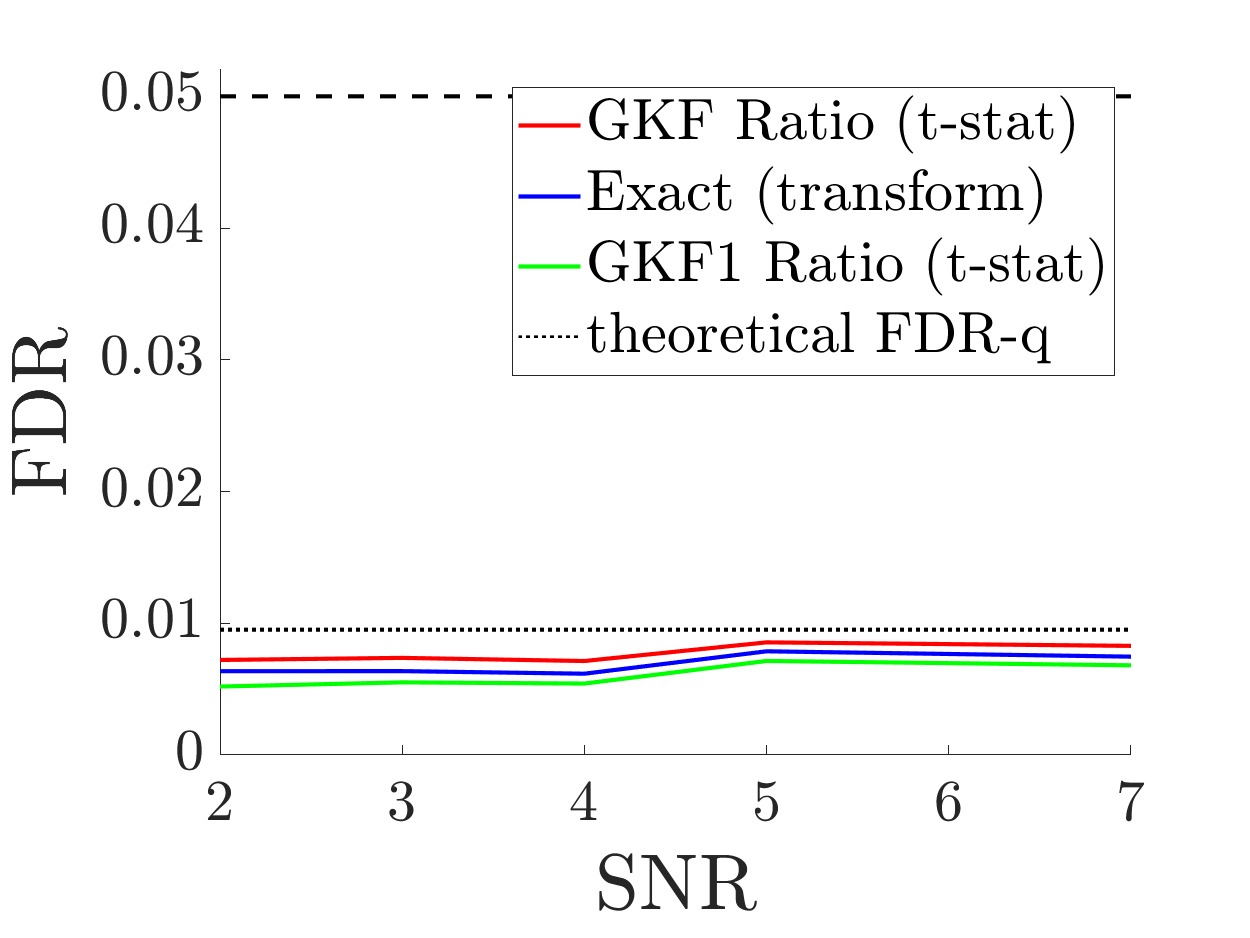 0.05
0.04
0.03
0.02
0.01
0
FDR
GKF Ratio (t-stat)
Exact (transform)
GKF1 Ratio (t-stat)
theoretical FDR-q
2 3 4 5 6 7
SNR